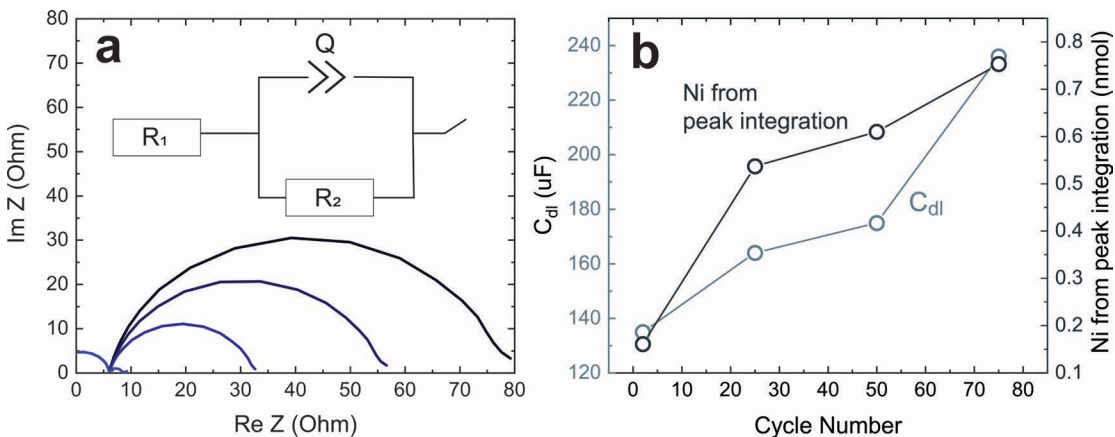 a
80
70
60
50
40
30
20
10
0
Im Z (Ohm)
Q
R₁
R₂
0 10 20 30 40 50 60 70 80
Re Z (Ohm)
b
240
220
200
180
160
140
120
C_dl (uF)
Ni from
peak integration
C_dl
0.8
0.7
0.6
0.5
0.4
0.3
0.2
0.1
Ni from peak integration (nmol)
0 10 20 30 40 50 60 70 80
Cycle Number